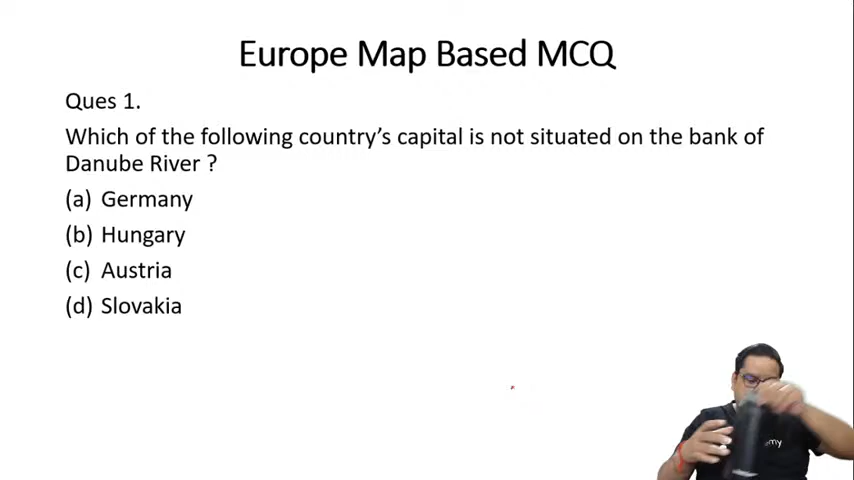 Europe Map Based MCQ
Ques 1.
Which of the following country's capital is not situated on the bank of
Danube River ?
(a) Germany
(b) Hungary
(c) Austria
(d) Slovakia